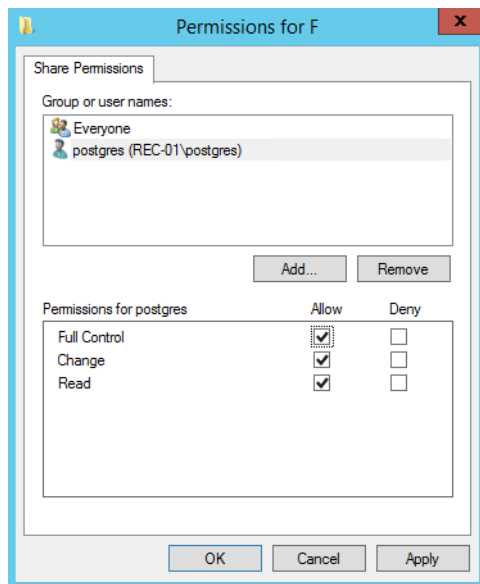 Permissions for F
x
Share Permissions
Group or user names:
Everyone
postgres (REC-01\postgres)
Add... Remove
Permissions for postgres Allow Deny
Full Control
Change
Read
OK Cancel Apply